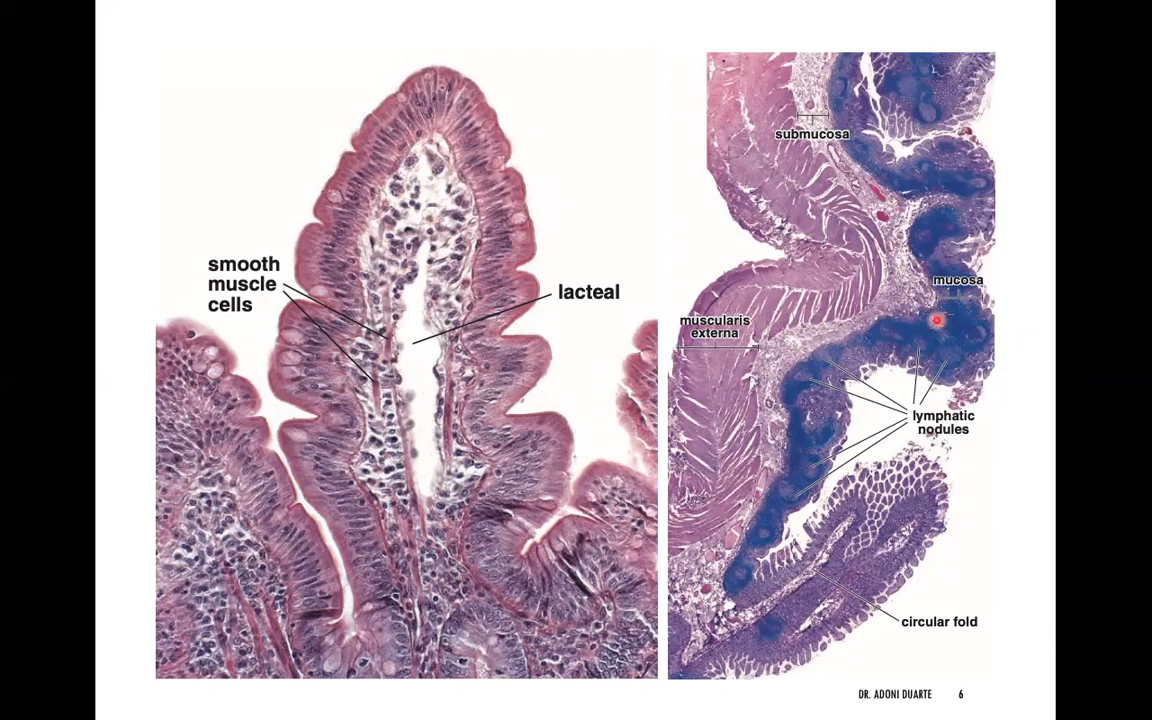 smooth
muscle
cells
lacteal
submucosa
mucosa
muscularis
externa
lymphatic
nodules
circular fold
DR. ADONI DUARTE 6